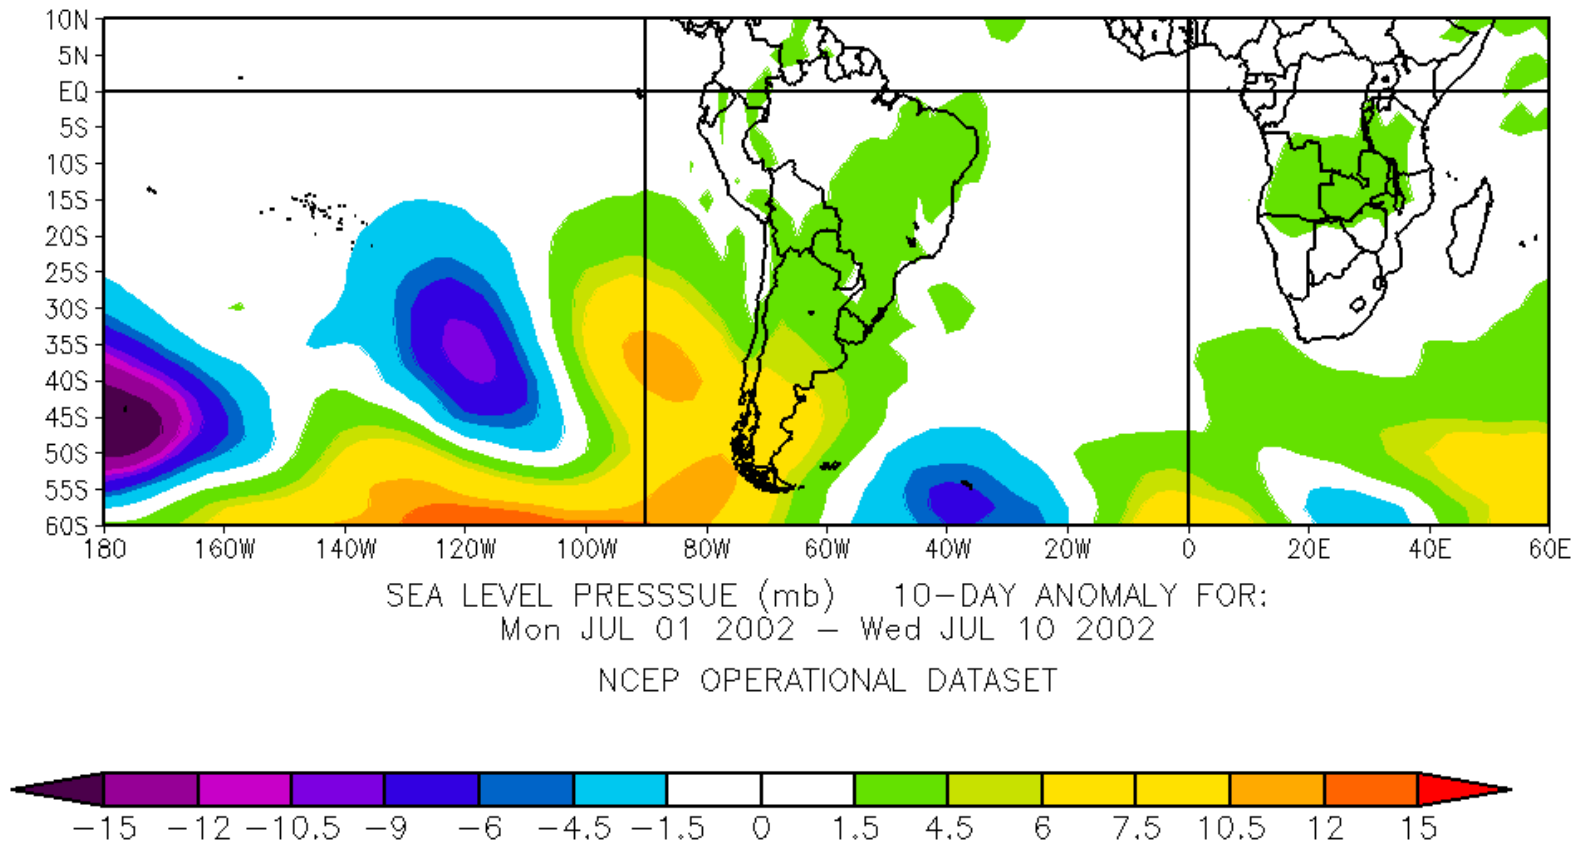 10N
5N
EQ
5S
10S
15S
20S
25S
30S
35S
40S
45S
50S
55S
60S
180 160W 140W 120W 100W 80W 60W 40W 20W 0 20E 40E 60E
SEA LEVEL PRESSSUE (mb) 10-DAY ANOMALY FOR:
Mon JUL 01 2002 - Wed JUL 10 2002
NCEP OPERATIONAL DATASET
-15 -12 -10.5 -9 -6 -4.5 -1.5 0 1.5 4.5 6 7.5 10.5 12 15